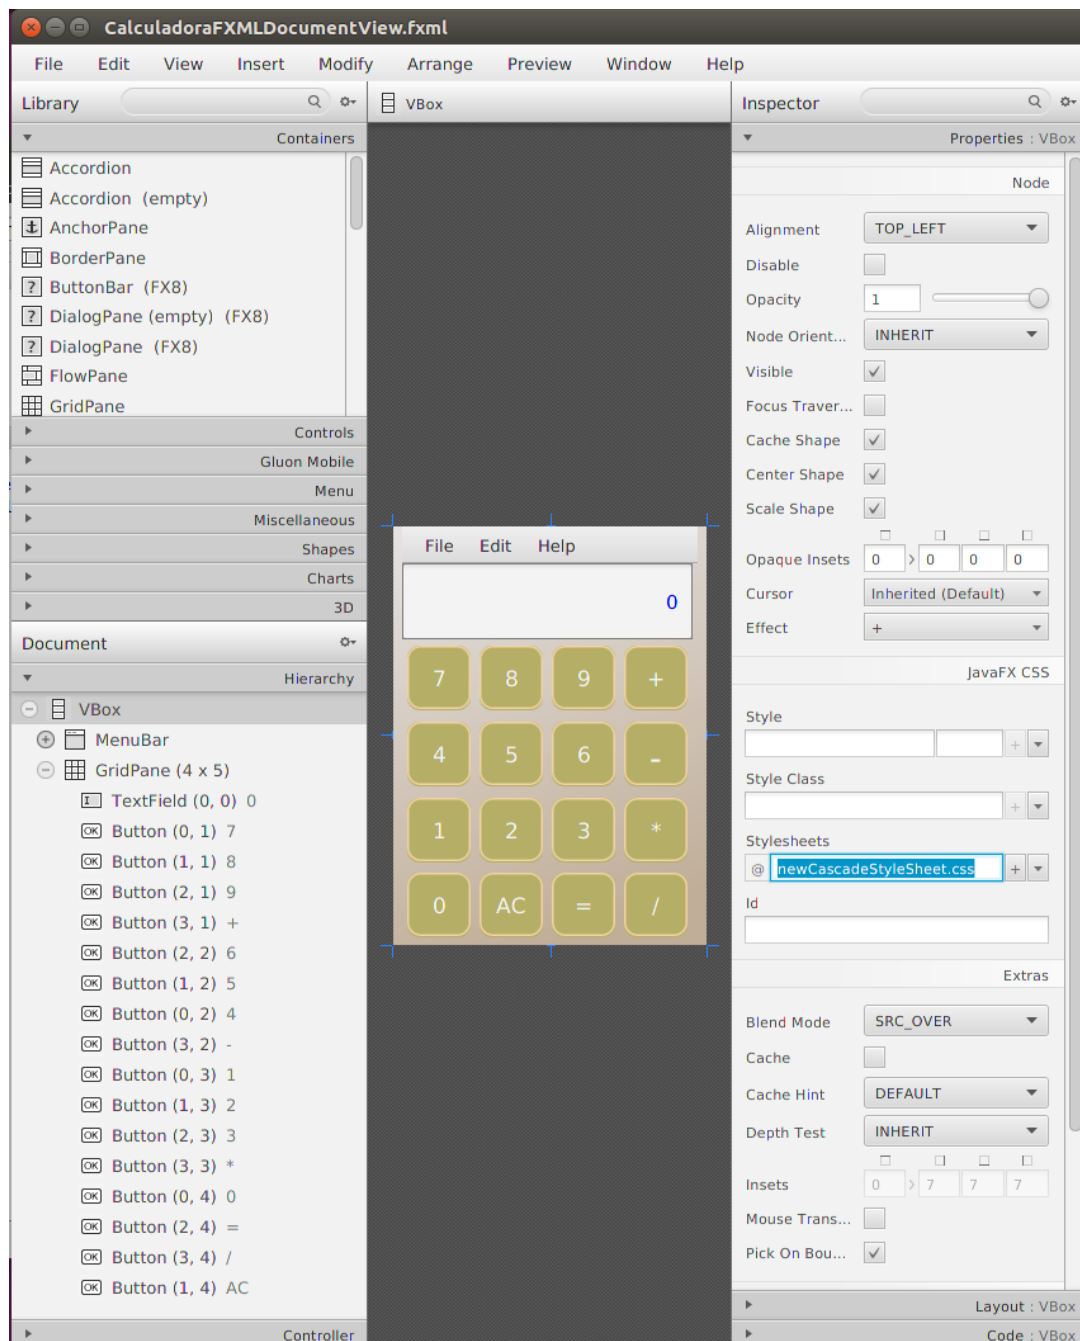 CalculadoraFXMLDocumentView.fxml
File Edit View Insert Modify Arrange Preview Window Help
Library
Containers
Accordion
Accordion (empty)
AnchorPane
BorderPane
ButtonBar (FX8)
DialogPane (empty) (FX8)
DialogPane (FX8)
FlowPane
GridPane
Controls
Gluon Mobile
Menu
Miscellaneous
Shapes
Charts
3D
Document
Hierarchy
VBox
MenuBar
GridPane (4 x 5)
TextField (0, 0) 0
Button (0, 1) 7
Button (1, 1) 8
Button (2, 1) 9
Button (3, 1) +
Button (2, 2) 6
Button (1, 2) 5
Button (0, 2) 4
Button (3, 2) -
Button (0, 3) 1
Button (1, 3) 2
Button (2, 3) 3
Button (3, 3) *
Button (0, 4) 0
Button (2, 4) =
Button (3, 4) /
Button (1, 4) AC
Controller
VBox
File Edit Help
0
7 8 9 +
4 5 6 -
1 2 3 *
0 AC = /
Inspector
Properties : VBox
Node
Alignment TOP_LEFT
Disable
Opacity 1
Node Orient... INHERIT
Visible
Focus Traver...
Cache Shape
Center Shape
Scale Shape
Opaque Insets 0 > 0 0 0
Cursor Inherited (Default)
Effect +
JavaFX CSS
Style
+
Style Class
+
Stylesheets
@ newCascadeStyleSheet.css +
Id
Extras
Blend Mode SRC_OVER
Cache
Cache Hint DEFAULT
Depth Test INHERIT
Insets 0 > 7 7 7
Mouse Trans...
Pick On Bou...
Layout : VBox
Code : VBox